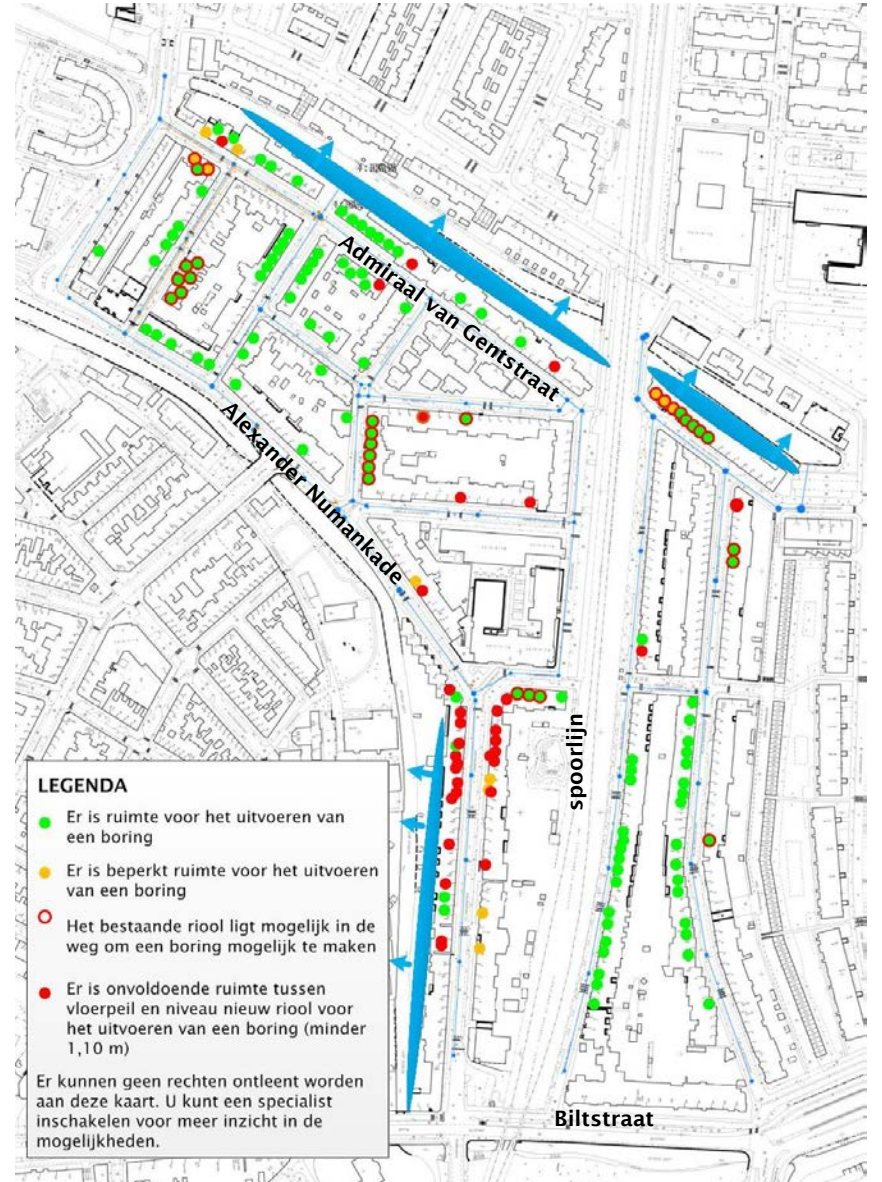 Admiraal van Gentstraat
Alexander Numankade
spoorlijn
LEGENDA
Er is ruimte voor het uitvoeren van
een boring
Er is beperkt ruimte voor het uitvoeren
van een boring
Het bestaande riool ligt mogelijk in de
weg om een boring mogelijk te maken
Er is onvoldoende ruimte tussen
vloerpeil en niveau nieuw riool voor
het uitvoeren van een boring (minder
1,10 m)
Er kunnen geen rechten ontleent worden
aan deze kaart. U kunt een specialist
inschakelen voor meer inzicht in de
mogelijkheden.
Biltstraat